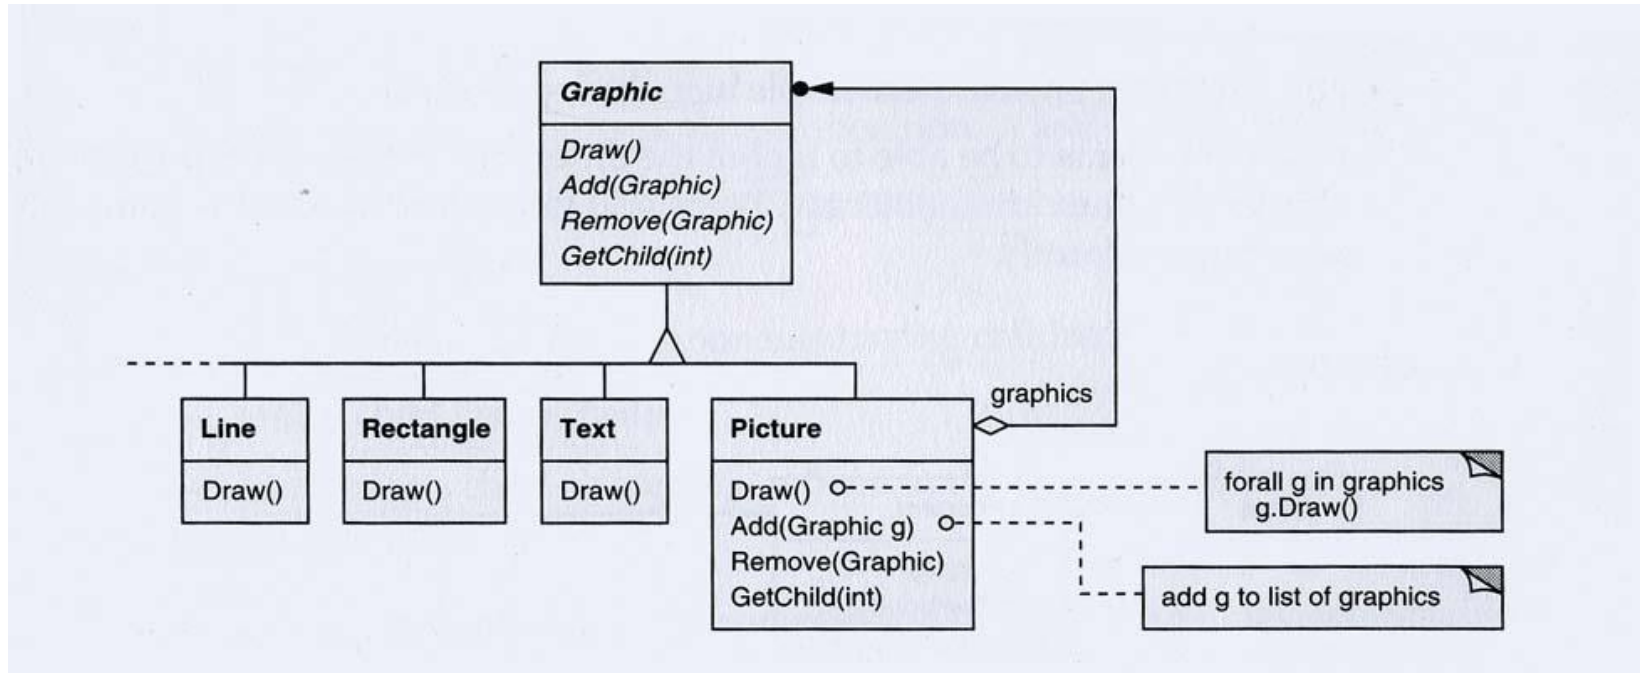 Graphic
Draw()
Add(Graphic)
Remove(Graphic)
GetChild(int)
graphics
Line
Draw()
Rectangle
Draw()
Text
Draw()
Picture
Draw()
Add(Graphic g)
Remove(Graphic)
GetChild(int)
forall g in graphics
g.Draw()
add g to list of graphics